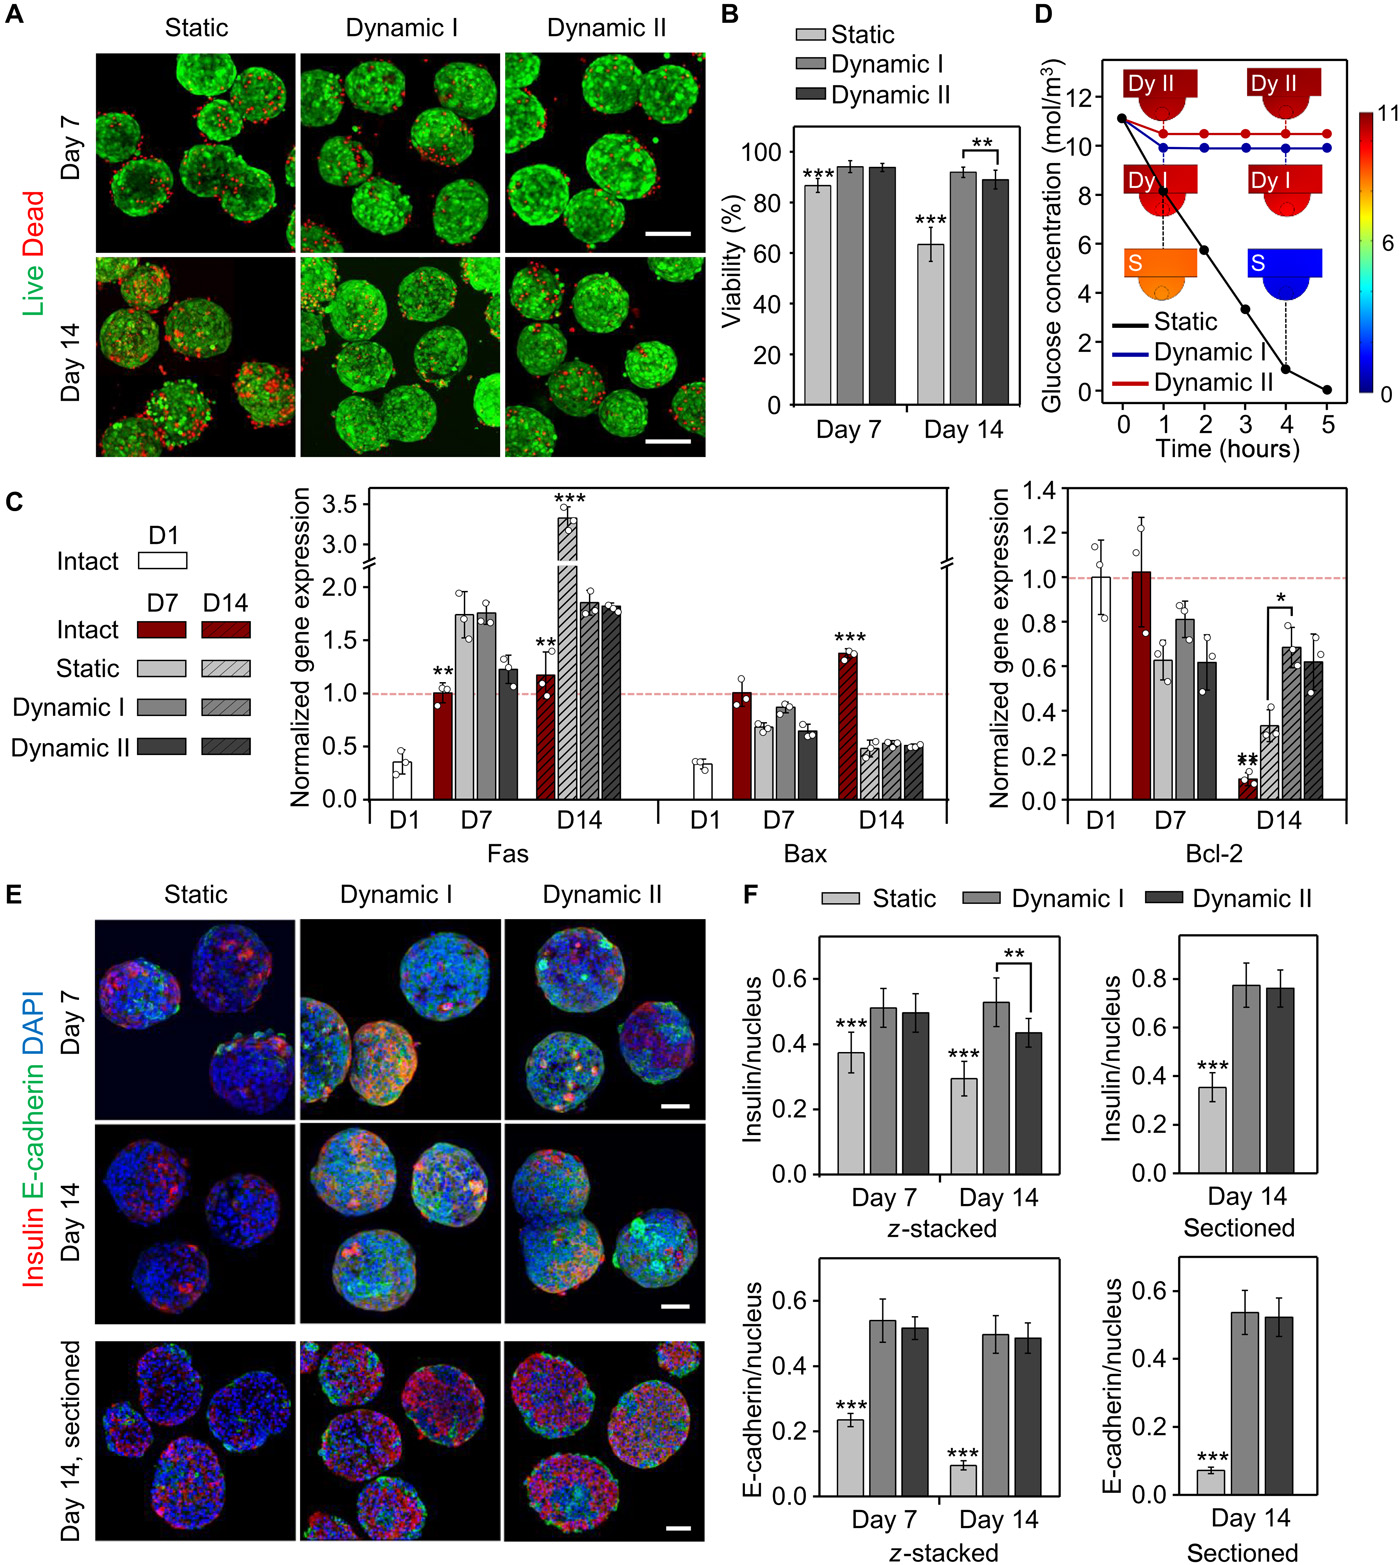 A
Static
Dynamic I
Dynamic II
Live Dead
Day 7
Day 14
B
Static
Dynamic I
Dynamic II
Viability (%)
100
80
60
40
20
0
***
***
**
Day 7
Day 14
D
Glucose concentration (mol/m³)
12
10
8
6
4
2
0
Dy II
Dy II
Dy I
Dy I
S
S
Static
Dynamic I
Dynamic II
0 1 2 3 4 5
Time (hours)
11
6
0
C
D1
Intact
D7 D14
Intact
Static
Dynamic I
Dynamic II
Normalized gene expression
3.5
3.0
2.0
1.5
1.0
0.5
0.0
**
**
***
***
D1 D7 D14 D1 D7 D14
Fas
Bax
Normalized gene expression
1.4
1.2
1.0
0.8
0.6
0.4
0.2
0.0
**
*
D1 D7 D14
Bcl-2
E
Static
Dynamic I
Dynamic II
Insulin E-cadherin DAPI
Day 7
Day 14
Day 14, sectioned
F
Static
Dynamic I
Dynamic II
Insulin/nucleus
0.6
0.4
0.2
0.0
***
***
**
Day 7
Day 14
z-stacked
Insulin/nucleus
0.8
0.6
0.4
0.2
0.0
***
Day 14
Sectioned
E-cadherin/nucleus
0.6
0.4
0.2
0.0
***
***
Day 7
Day 14
z-stacked
E-cadherin/nucleus
0.6
0.4
0.2
0.0
***
Day 14
Sectioned